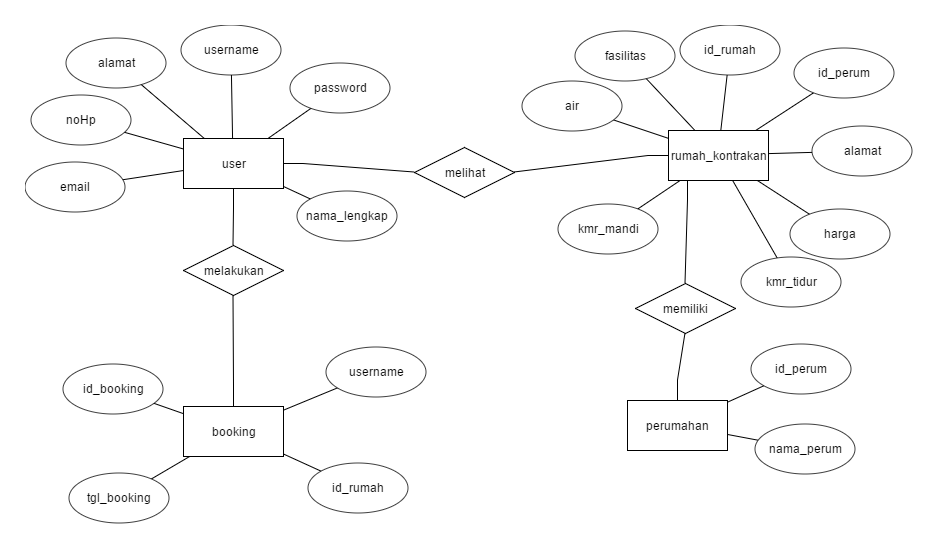 username
id_rumah
fasilitas
alamat
id_perum
password
air
noHp
user
rumah_kontrakan
alamat
melihat
email
nama_lengkap
kmr_mandi
harga
melakukan
kmr_tidur
memiliki
id_perum
username
id_booking
booking
perumahan
nama_perum
id_rumah
tgl_booking